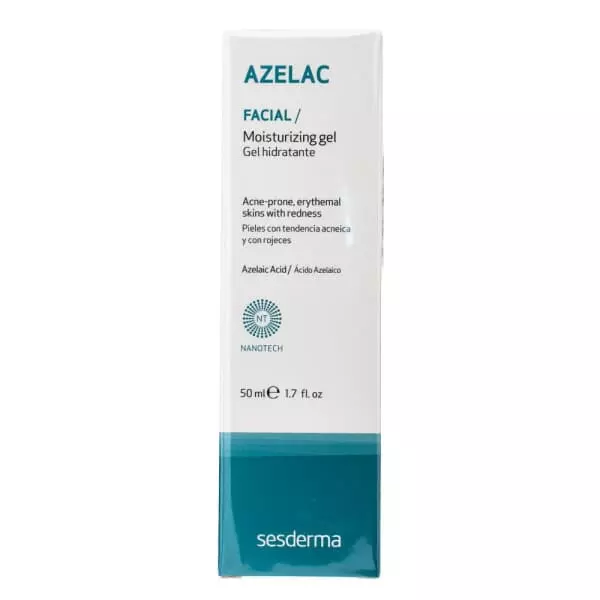 AZELAC
FACIAL /
Moisturizing gel
Gel hidratante
Acne-prone, erythemal
skins with redness
Pieles con tendencia acneica
y con rojeces
Azelaic Acid / Ácido Azelaico
NT
NANOTECH
50 ml ℮ 1.7 fl. oz
sesderma